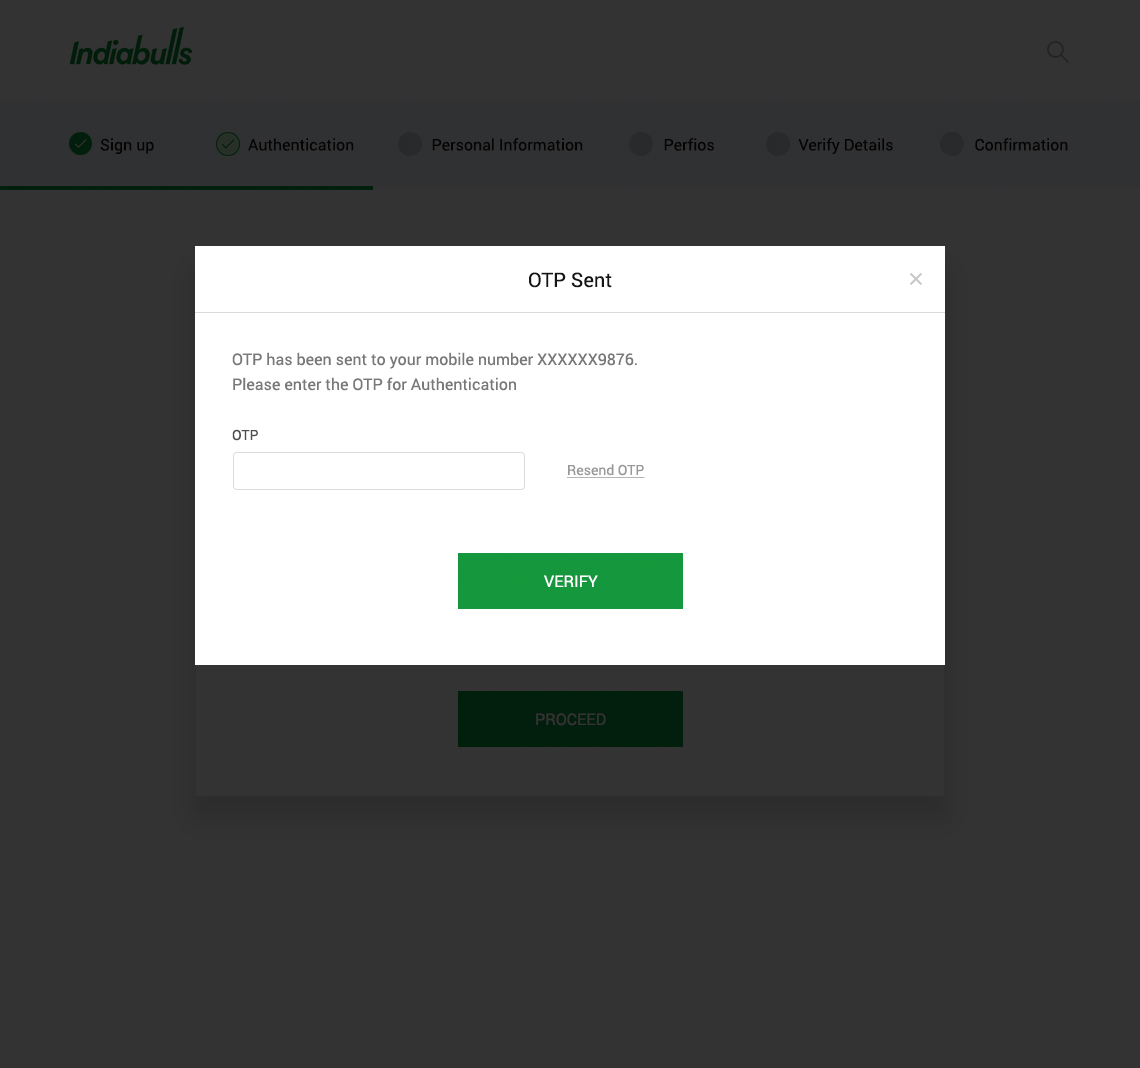 Indiabulls
Sign up
Authentication
Personal Information
Perfios
Verify Details
Confirmation
OTP Sent
OTP has been sent to your mobile number XXXXXX9876.
Please enter the OTP for Authentication
OTP
Resend OTP
VERIFY
PROCEED